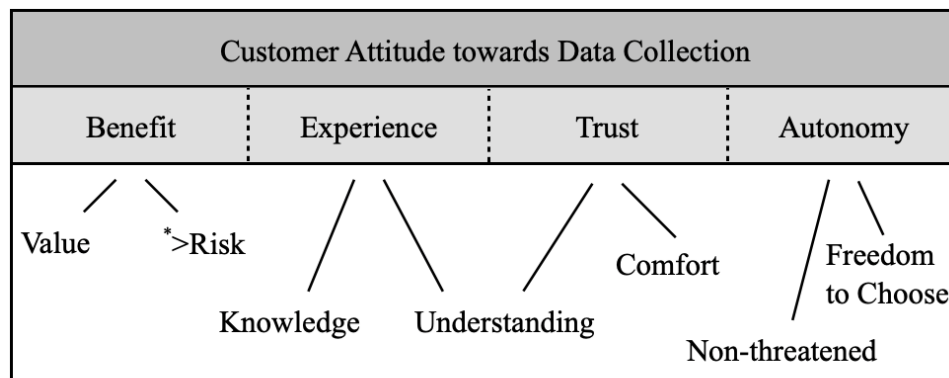 Customer Attitude towards Data Collection
Benefit
Experience
Trust
Autonomy
Value
*>Risk
Knowledge
Understanding
Comfort
Freedom
to Choose
Non-threatened